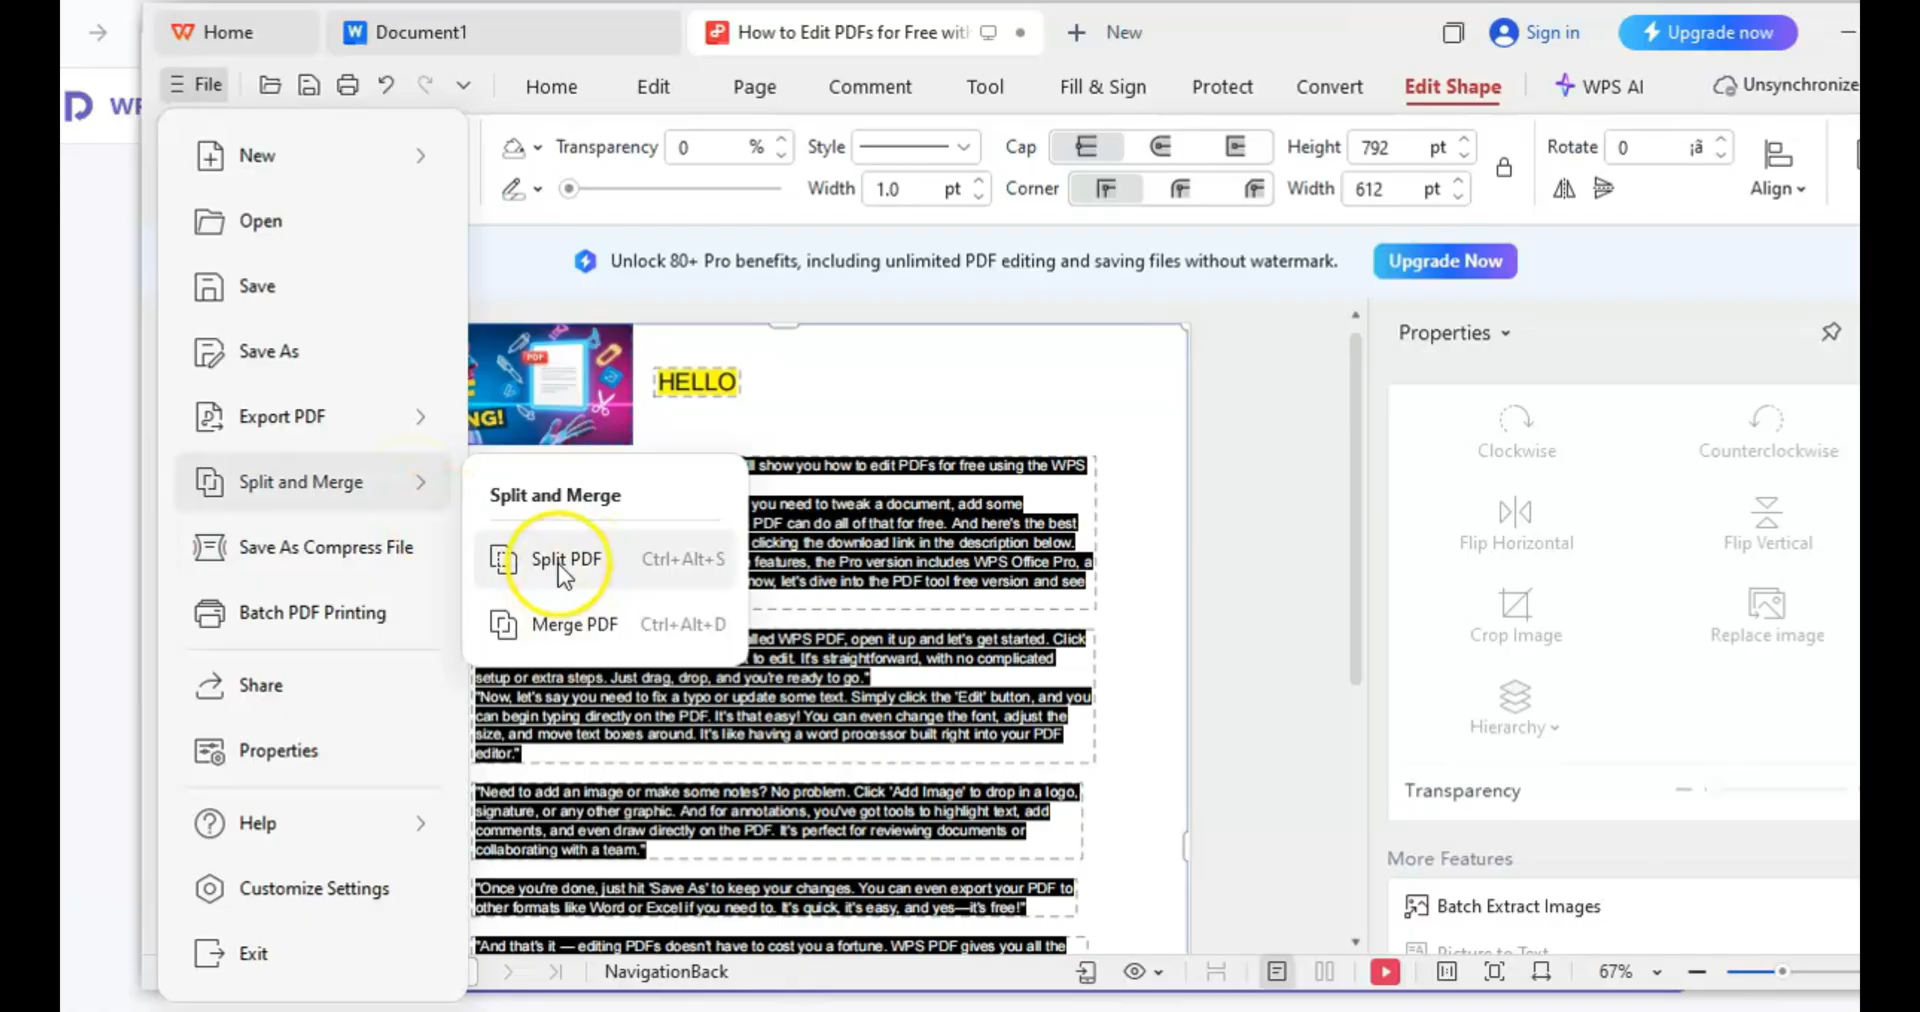 Home
Document1
How to Edit PDFs for Free with
New
Sign in
Upgrade now
WP
File
Home
Edit
Page
Comment
Tool
Fill & Sign
Protect
Convert
Edit Shape
WPS AI
Unsynchronize
Transparency 0 %
Style
Cap
Height 792 pt
Rotate 0 ¡ã
Width 1.0 pt
Corner
Width 612 pt
Align
Unlock 80+ Pro benefits, including unlimited PDF editing and saving files without watermark.
Upgrade Now
New
Open
Save
Save As
Export PDF
Split and Merge
Save As Compress File
Batch PDF Printing
Share
Properties
Help
Customize Settings
Exit
Split and Merge
Split PDF Ctrl+Alt+S
Merge PDF Ctrl+Alt+D
PDF
NG!
HELLO
ll show you how to edit PDFs for free using the WPS
you need to tweak a document, add some
PDF can do all of that for free. And here's the best
clicking the download link in the description below.
features, the Pro version includes WPS Office Pro, a
now, let's dive into the PDF tool free version and see
lled WPS PDF, open it up and let's get started. Click
to edit. It's straightforward, with no complicated
setup or extra steps. Just drag, drop, and you're ready to go."
"Now, let's say you need to fix a typo or update some text. Simply click the 'Edit' button, and you
can begin typing directly on the PDF. It's that easy! You can even change the font, adjust the
size, and move text boxes around. It's like having a word processor built right into your PDF
editor."
"Need to add an image or make some notes? No problem. Click 'Add Image' to drop in a logo,
signature, or any other graphic. And for annotations, you've got tools to highlight text, add
comments, and even draw directly on the PDF. It's perfect for reviewing documents or
collaborating with a team."
"Once you're done, just hit 'Save As' to keep your changes. You can even export your PDF to
other formats like Word or Excel if you need to. It's quick, it's easy, and yes—it's free!"
"And that's it — editing PDFs doesn't have to cost you a fortune. WPS PDF gives you all the
Properties
Clockwise
Counterclockwise
Flip Horizontal
Flip Vertical
Crop Image
Replace image
Hierarchy
Transparency
More Features
Batch Extract Images
Picture to Text
NavigationBack
67%